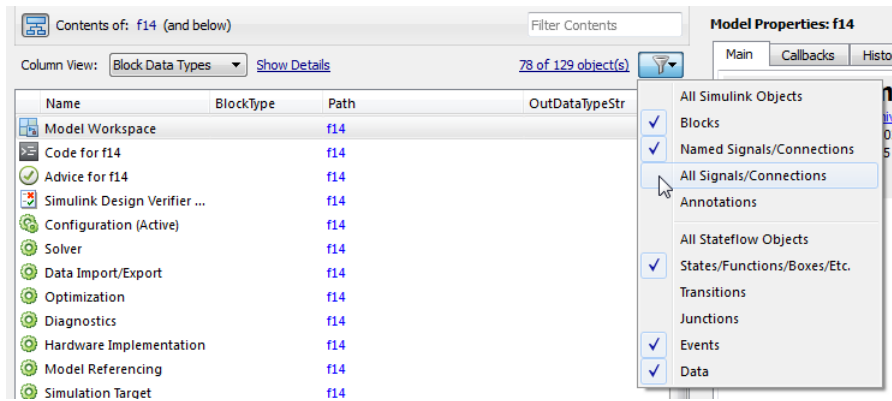 Contents of: f14 (and below)
Filter Contents
Model Properties: f14
Column View: Block Data Types Show Details 78 of 129 object(s)
Main Callbacks Histo
Name BlockType Path OutDataTypeStr
Model Workspace f14
Code for f14 f14
Advice for f14 f14
Simulink Design Verifier ... f14
Configuration (Active) f14
Solver f14
Data Import/Export f14
Optimization f14
Diagnostics f14
Hardware Implementation f14
Model Referencing f14
Simulation Target f14
All Simulink Objects
Blocks
Named Signals/Connections
All Signals/Connections
Annotations
All Stateflow Objects
States/Functions/Boxes/Etc.
Transitions
Junctions
Events
Data